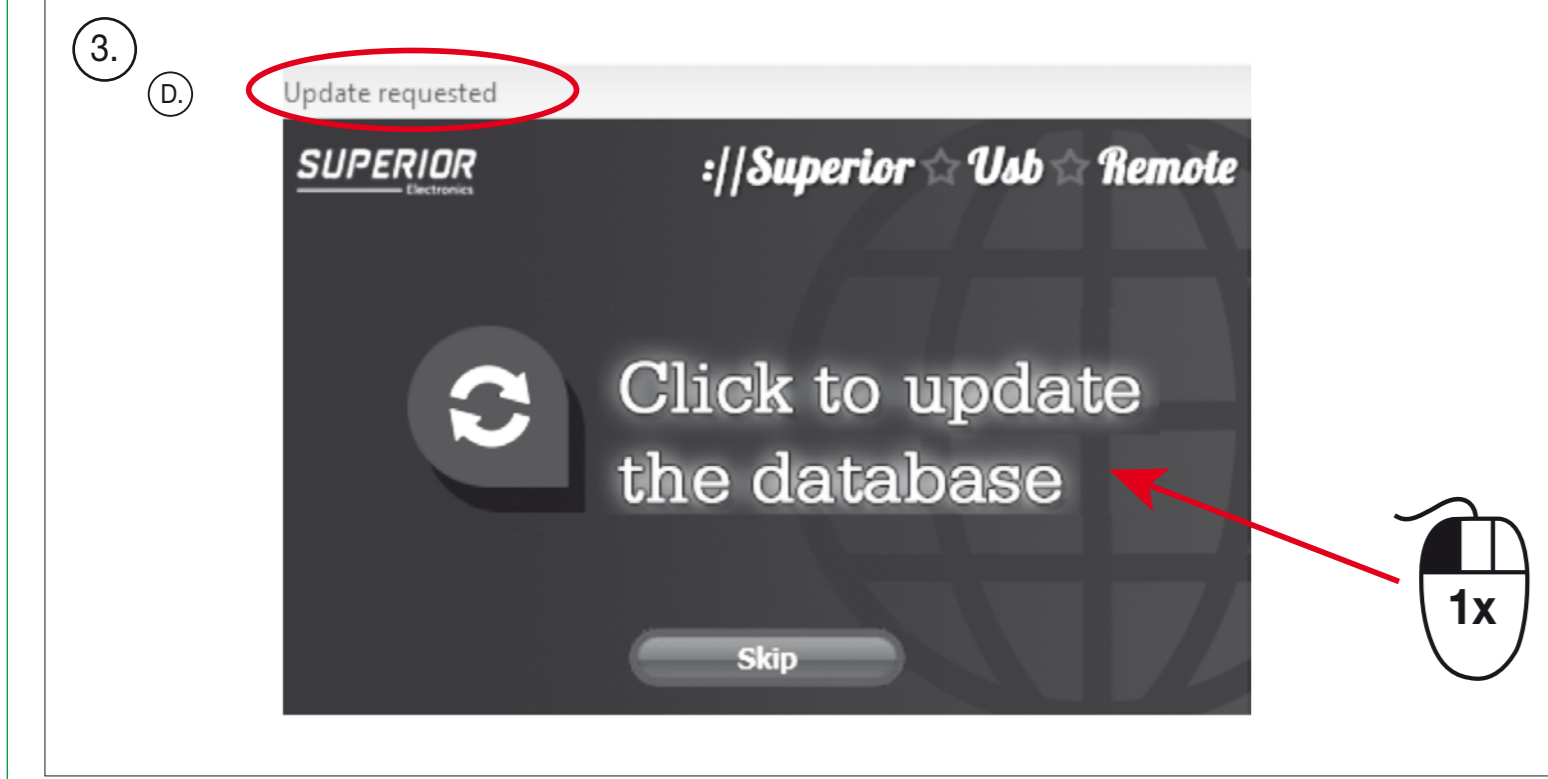 3.
D.
Update requested
SUPERIOR
Electronics
://Superior ☆ Usb ☆ Remote
Click to update
the database
1x
Skip